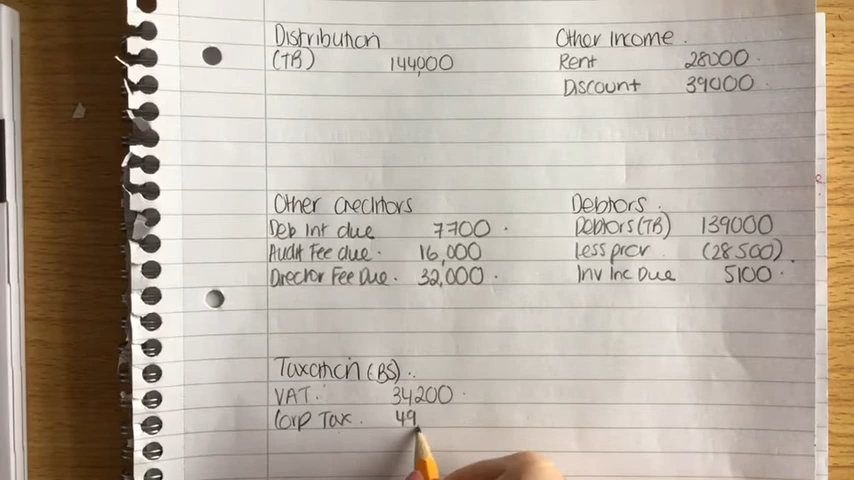 Distribution
(TB) 144,000
Other Income.
Rent 28000
Discount 39000
Other Creditors
Deb Int due 7700
Audit Fee due. 16,000
Director Fee Due. 32,000
Debtors.
Debtors (TB) 139000
Less prov (28500)
Inv Inc Due 5100
Taxation (BS)..
VAT. 34200
Corp Tax. 49